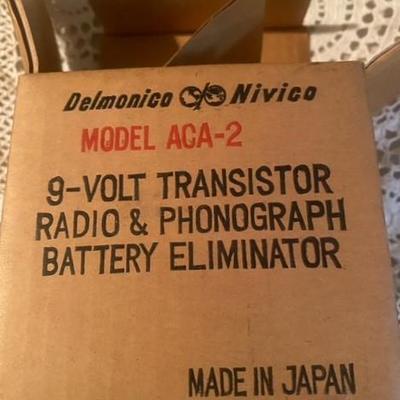 Delmonico Nivico
MODEL ACA-2
9-VOLT TRANSISTOR
RADIO & PHONOGRAPH
BATTERY ELIMINATOR
MADE IN JAPAN